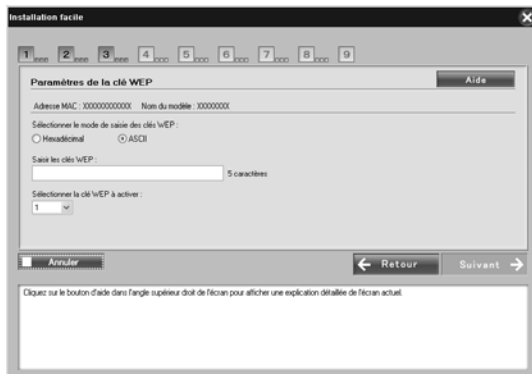 Installation facile
1 2 3 4 5 6 7 8 9
Paramètres de la clé WEP
Aide
Adresse MAC : XXXXXXXXXXXX Nom du modèle : XXXXXXXX
Sélectionner le mode de saisie des clés WEP :
Hexadécimal ASCII
Saisir les clés WEP :
5 caractères
Sélectionner la clé WEP à activer :
1
Annuler
Retour
Suivant
Cliquez sur le bouton d'aide dans l'angle supérieur droit de l'écran pour afficher une explication détaillée de l'écran actuel.